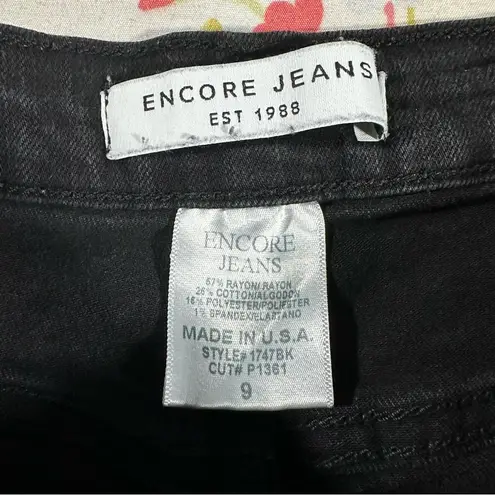 ENCORE JEANS
EST 1988
ENCORE
JEANS
57% RAYON/RAYON
26% COTTON/ALGODON
16% POLYESTER/POLIESTER
1% SPANDEX/ELASTANO
MADE IN U.S.A.
STYLE# 1747BK
CUT# P1361
9